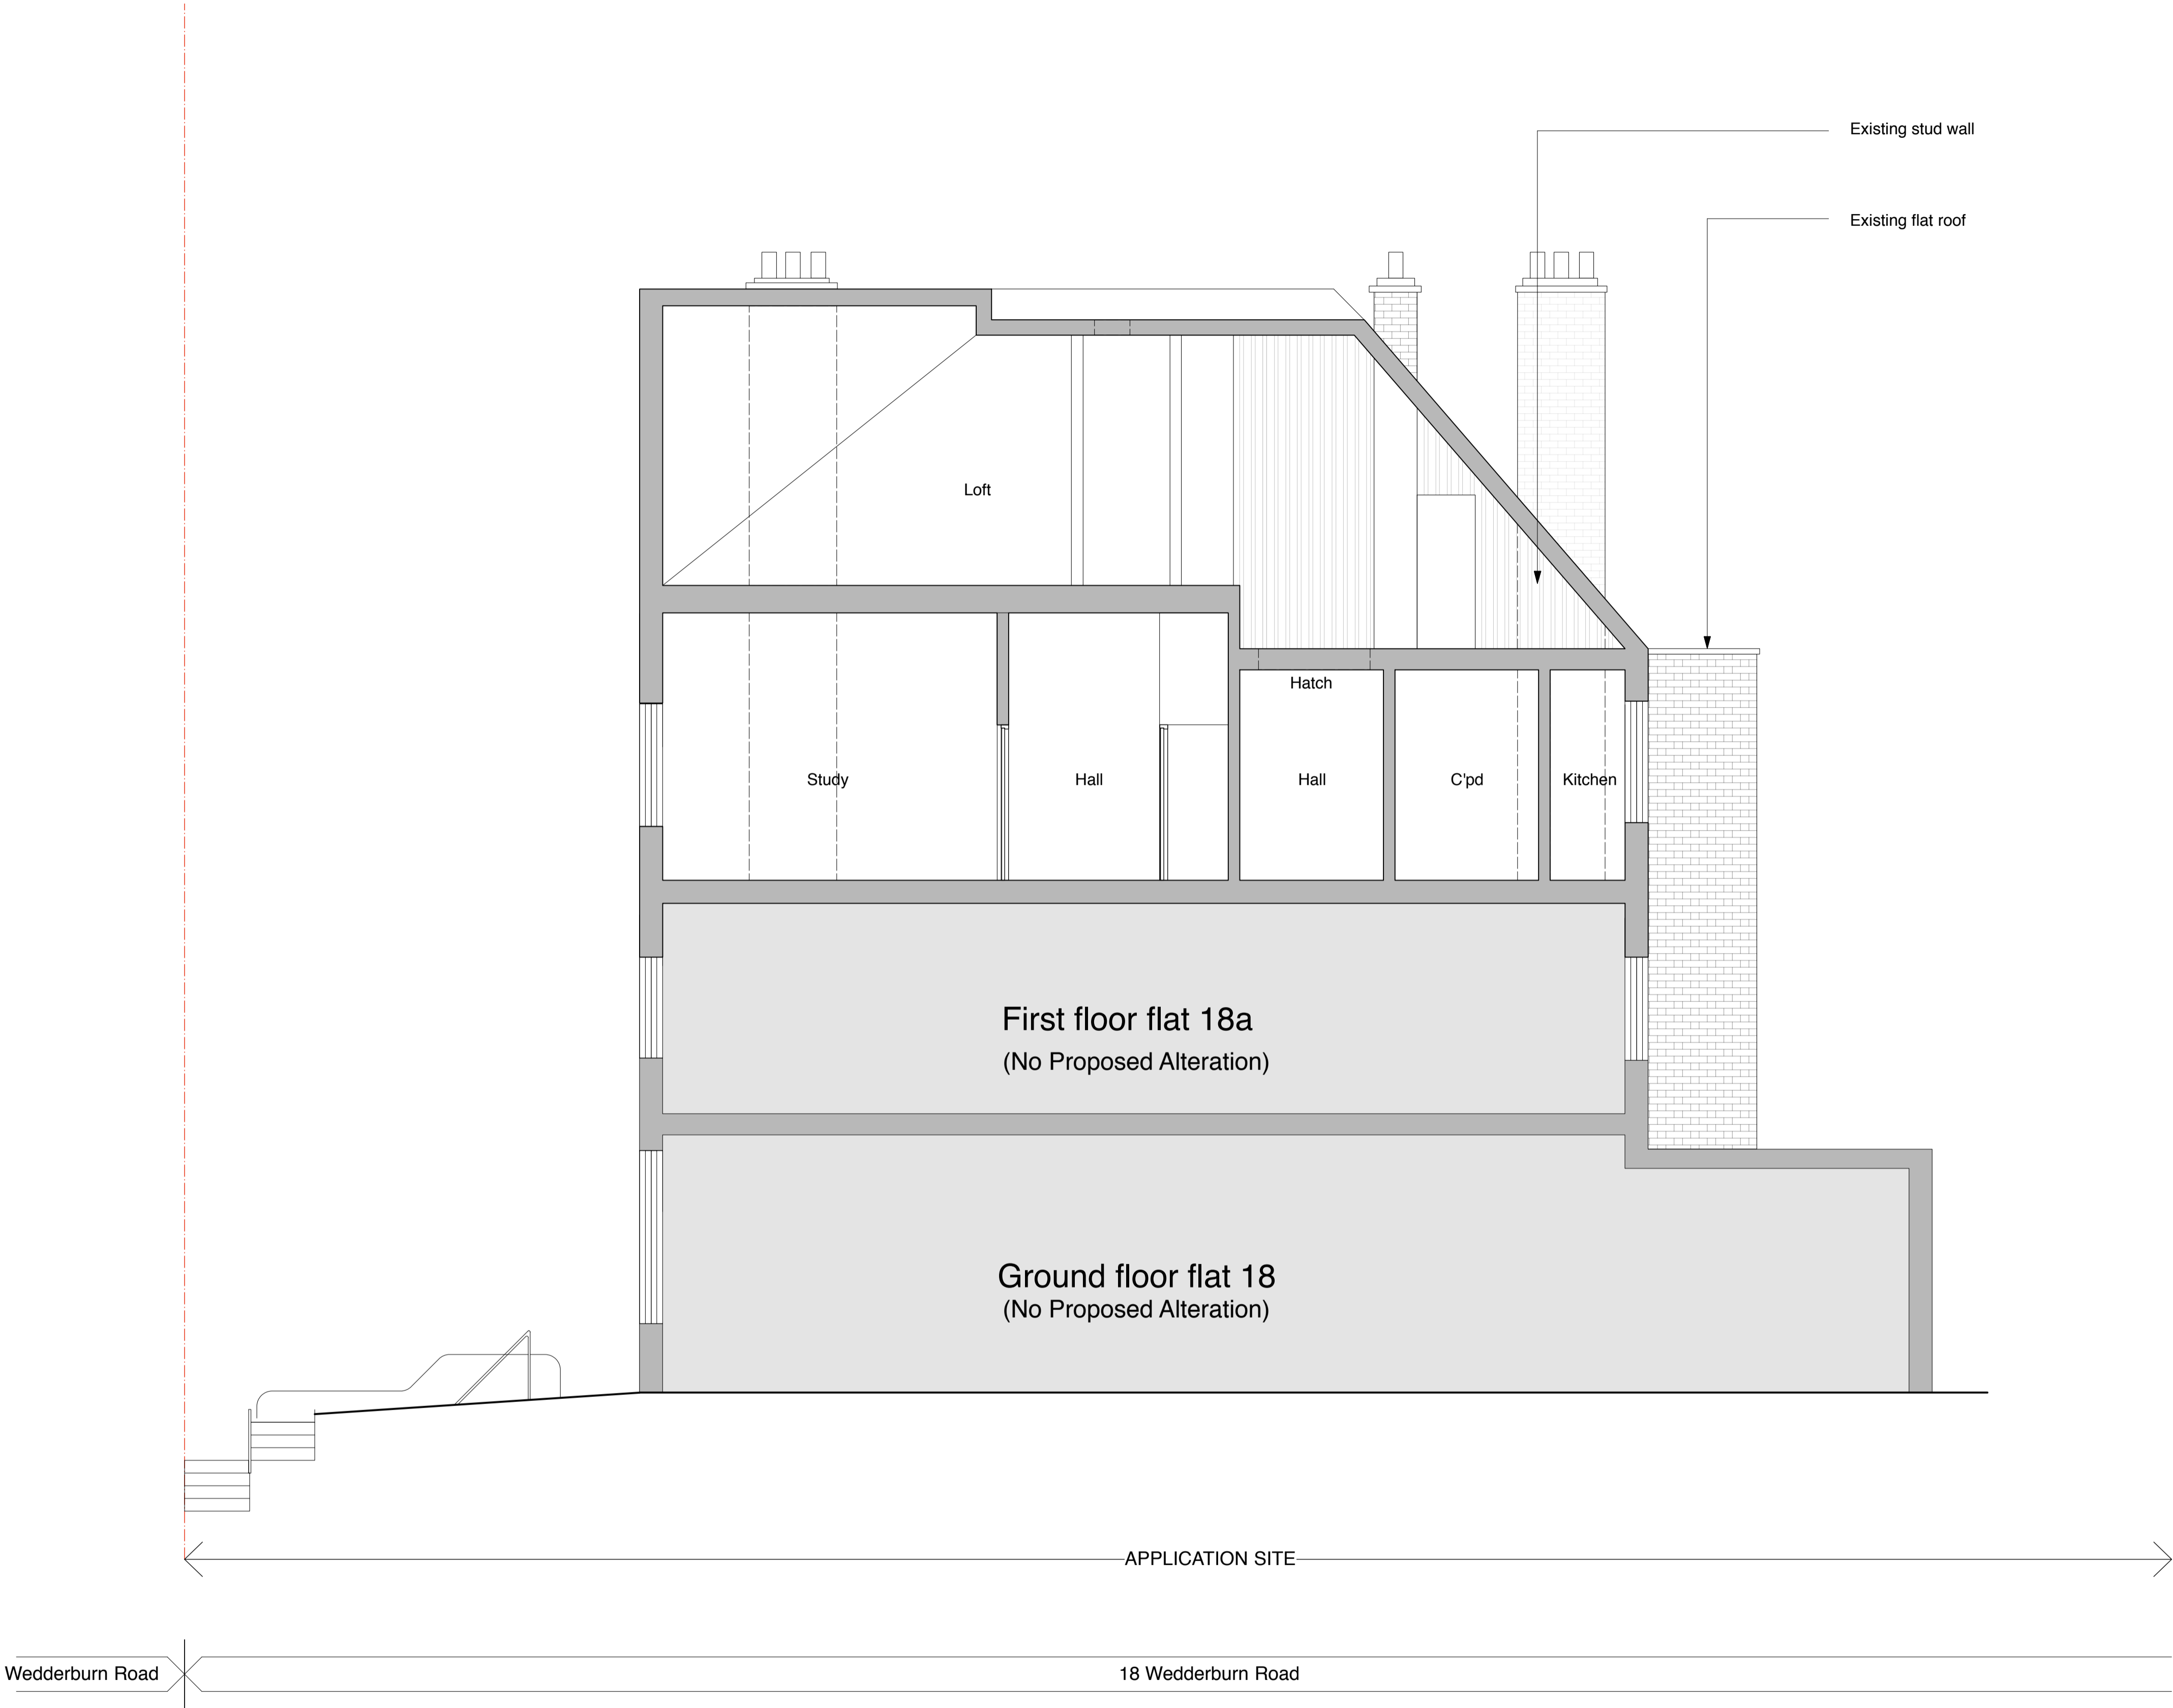 Existing stud wall
Existing flat roof
Loft
Hatch
Study
Hall
Hall
C'pd
Kitchen
First floor flat 18a
(No Proposed Alteration)
Ground floor flat 18
(No Proposed Alteration)
APPLICATION SITE
Wedderburn Road
18 Wedderburn Road